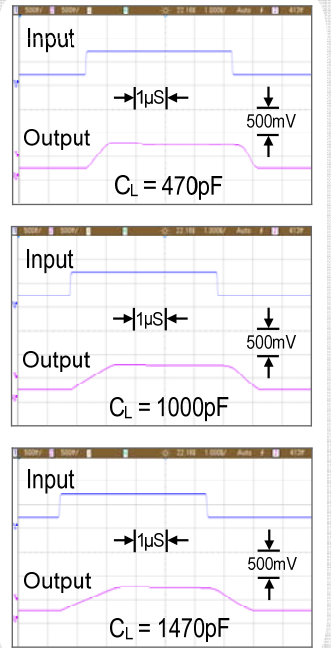 Input
1µS
500mV
Output
CL = 470pF
Input
1µS
500mV
Output
CL = 1000pF
Input
1µS
500mV
Output
CL = 1470pF